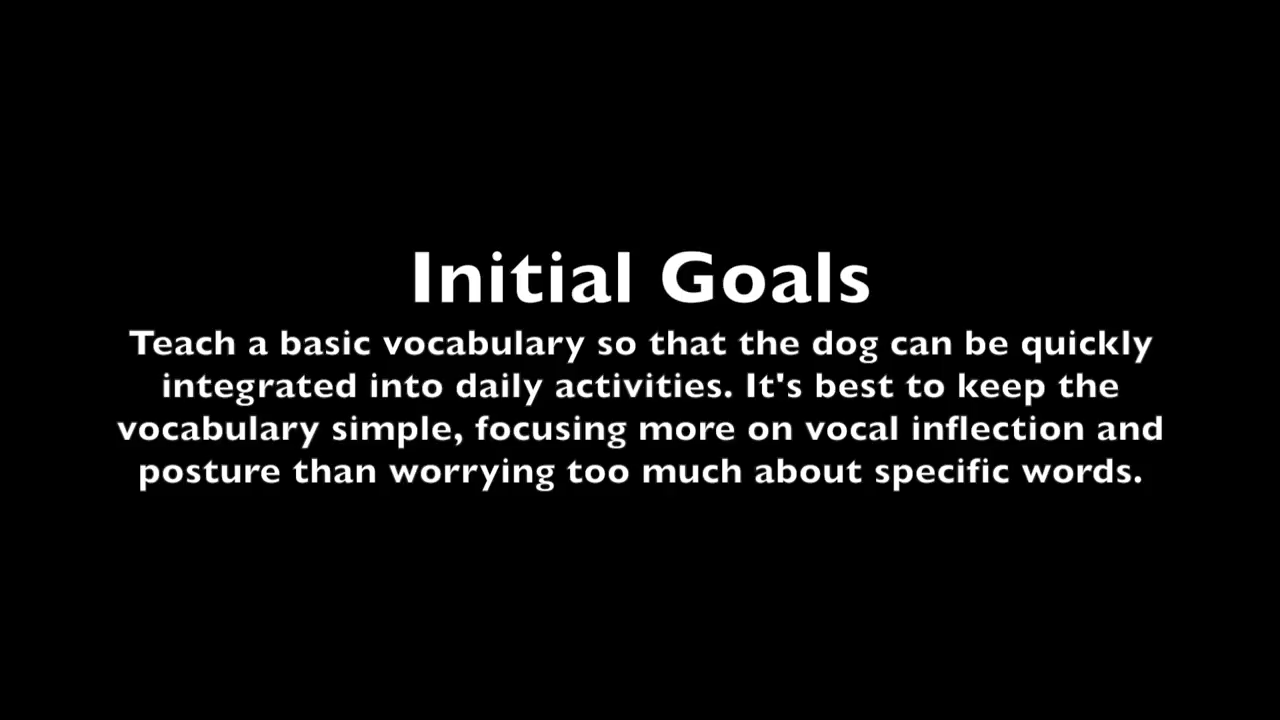 Initial Goals
Teach a basic vocabulary so that the dog can be quickly
integrated into daily activities. It's best to keep the
vocabulary simple, focusing more on vocal inflection and
posture than worrying too much about specific words.